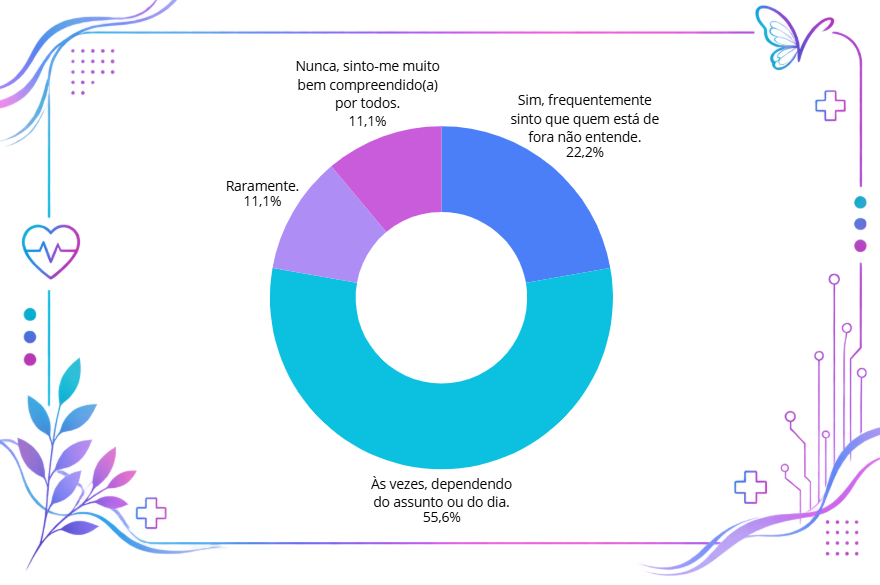 Nunca, sinto-me muito
bem compreendido(a)
por todos.
11,1%
Sim, frequentemente
sinto que quem está de
fora não entende.
22,2%
Raramente.
11,1%
Às vezes, dependendo
do assunto ou do dia.
55,6%